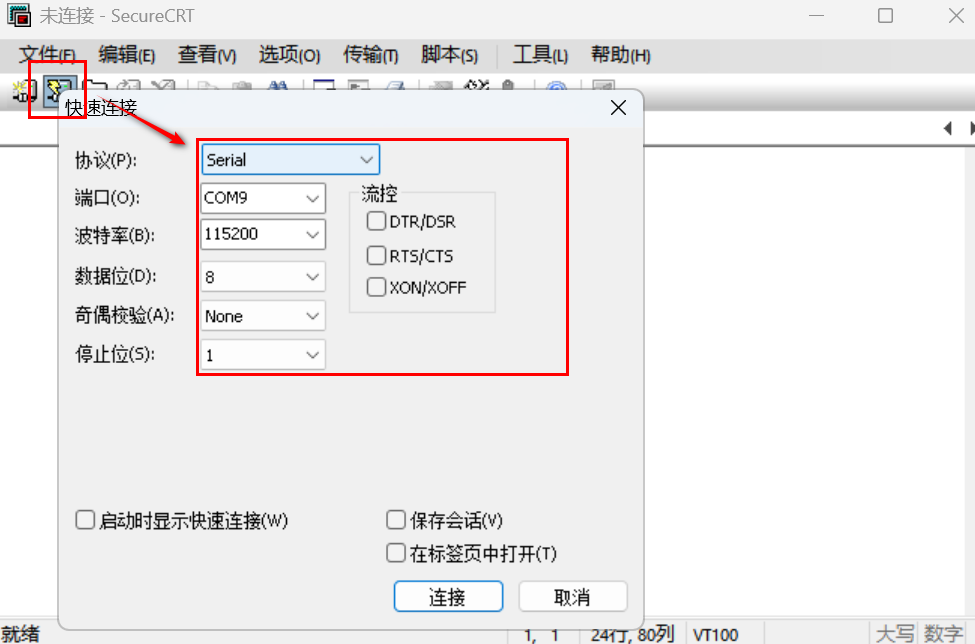 未连接 - SecureCRT
文件(F) 编辑(E) 查看(V) 选项(O) 传输(T) 脚本(S) 工具(L) 帮助(H)
快速连接
协议(P): Serial
端口(O): COM9
流控
波特率(B): 115200
DTR/DSR
RTS/CTS
数据位(D): 8
XON/XOFF
奇偶校验(A): None
停止位(S): 1
启动时显示快速连接(W) 保存会话(V)
在标签页中打开(T)
连接 取消
就绪 1, 1 24行, 80列 VT100 大写 数字